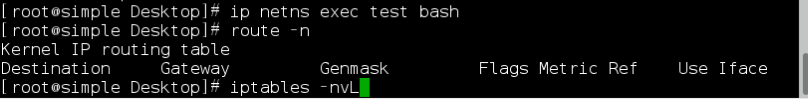 [root@simple Desktop]# ip netns exec test bash
[root@simple Desktop]# route -n
Kernel IP routing table
Destination     Gateway         Genmask         Flags Metric Ref    Use Iface
[root@simple Desktop]# iptables -nvL